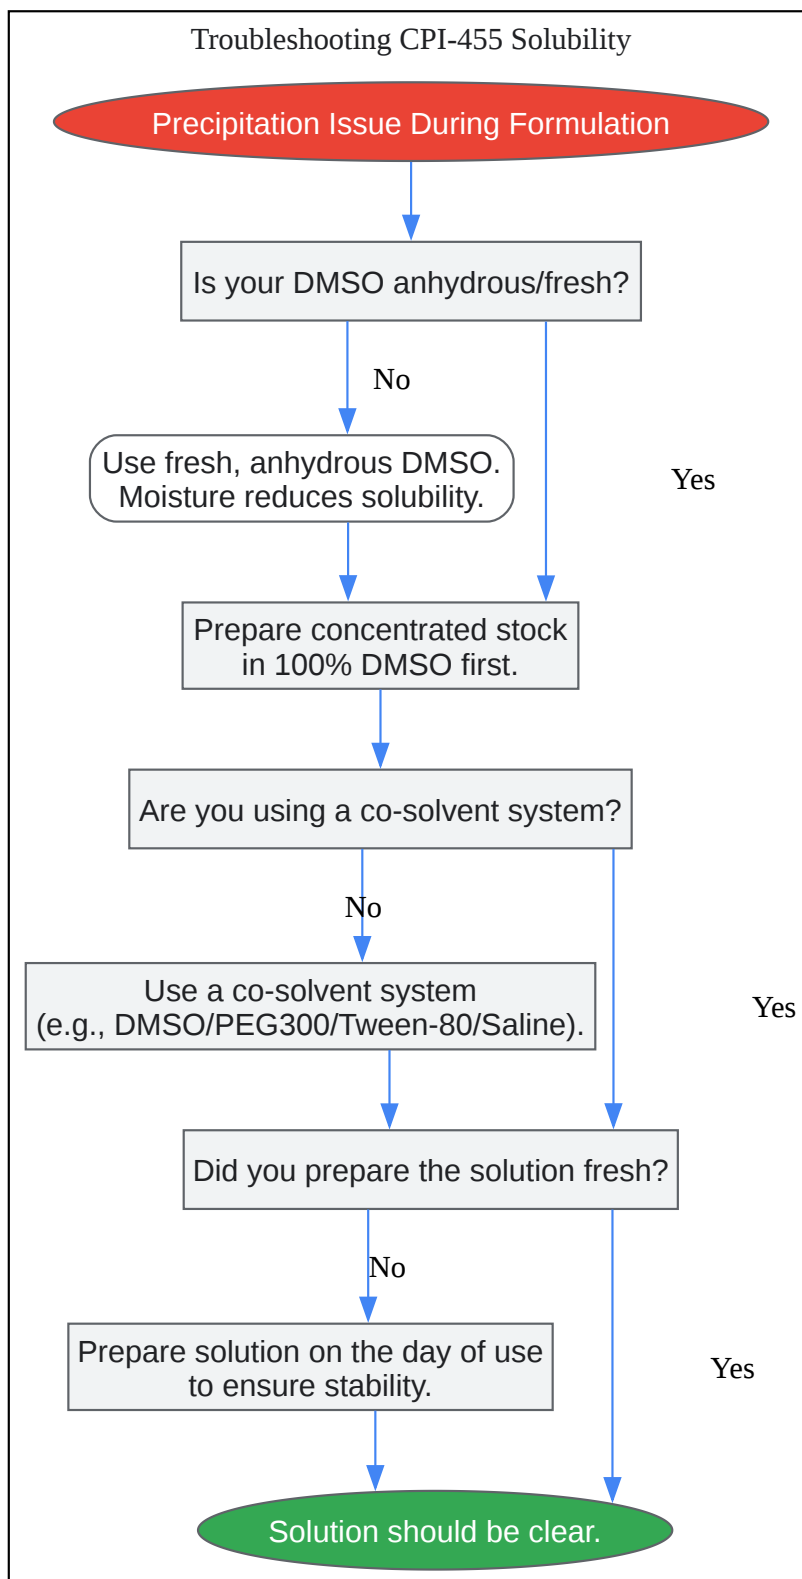 Troubleshooting CPI-455 Solubility
Precipitation Issue During Formulation
Is your DMSO anhydrous/fresh?
No
Use fresh, anhydrous DMSO.
Moisture reduces solubility.
Yes
Prepare concentrated stock
in 100% DMSO first.
Are you using a co-solvent system?
No
Use a co-solvent system
(e.g., DMSO/PEG300/Tween-80/Saline).
Yes
Did you prepare the solution fresh?
No
Prepare solution on the day of use
to ensure stability.
Yes
Solution should be clear.